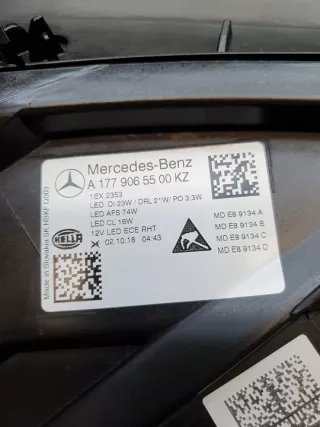 Mercedes-Benz
A 177 906 55 00 KZ
1EX.2353
LED DI 23W / DRL 21W/ PO 3,3W
LED AFS 74W
LED CL 16W
12V LED ECE RHT
02.10.18 04:43
MD E8 9134 A
MD E8 9134 B
MD E8 9134 C
MD E8 9134 D
HELLA
Made in Slovakia SK HSKF